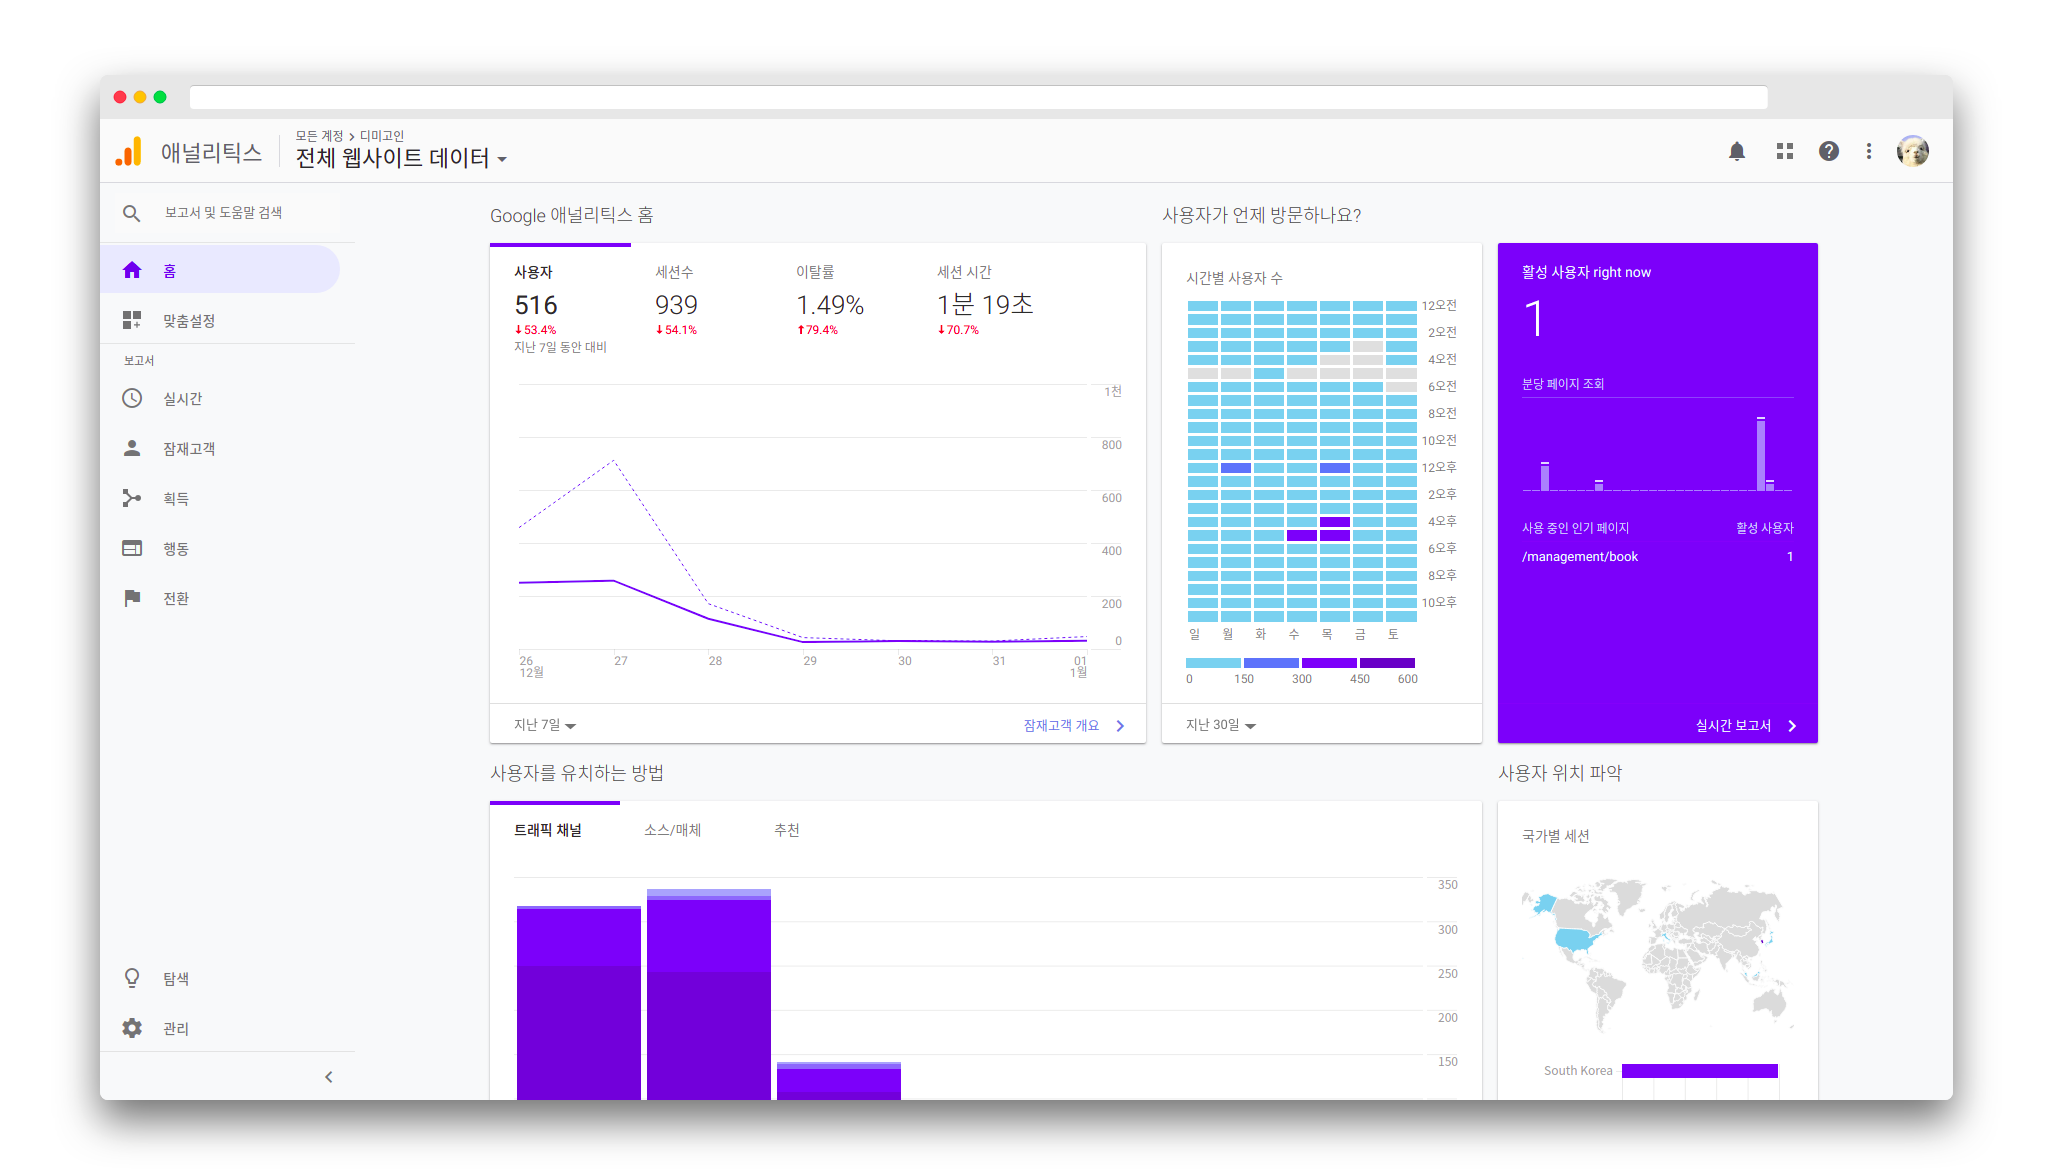 애널리틱스
모든 계정 > 디미고인
전체 웹사이트 데이터
보고서 및 도움말 검색
홈
맞춤설정
보고서
실시간
잠재고객
획득
행동
전환
탐색
관리
Google 애널리틱스 홈
사용자 세션수 이탈률 세션 시간
516 939 1.49% 1분 19초
↓53.4% ↓54.1% ↑79.4% ↓70.7%
지난 7일 동안 대비
1천
800
600
400
200
0
26 27 28 29 30 31 01
12월 1월
지난 7일 잠재고객 개요
사용자가 언제 방문하나요?
시간별 사용자 수
12오전
2오전
4오전
6오전
8오전
10오전
12오후
2오후
4오후
6오후
8오후
10오후
일 월 화 수 목 금 토
0 150 300 450 600
지난 30일
활성 사용자 right now
1
분당 페이지 조회
사용 중인 인기 페이지 활성 사용자
/management/book 1
실시간 보고서
사용자를 유치하는 방법
트래픽 채널 소스/매체 추천
350
300
250
200
150
사용자 위치 파악
국가별 세션
South Korea